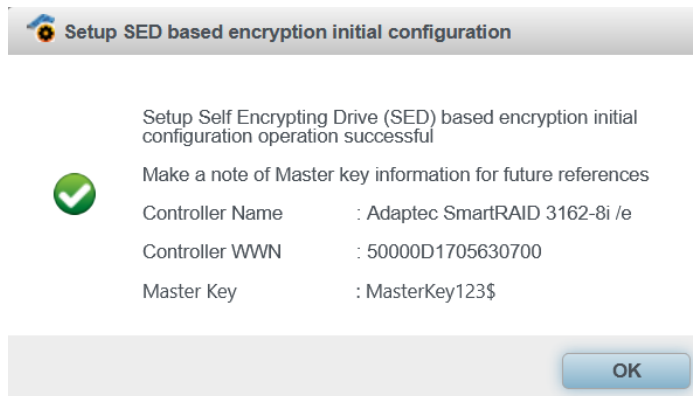 Setup SED based encryption initial configuration
Setup Self Encrypting Drive (SED) based encryption initial
configuration operation successful
Make a note of Master key information for future references
Controller Name : Adaptec SmartRAID 3162-8i /e
Controller WWN : 50000D1705630700
Master Key : MasterKey123$
OK